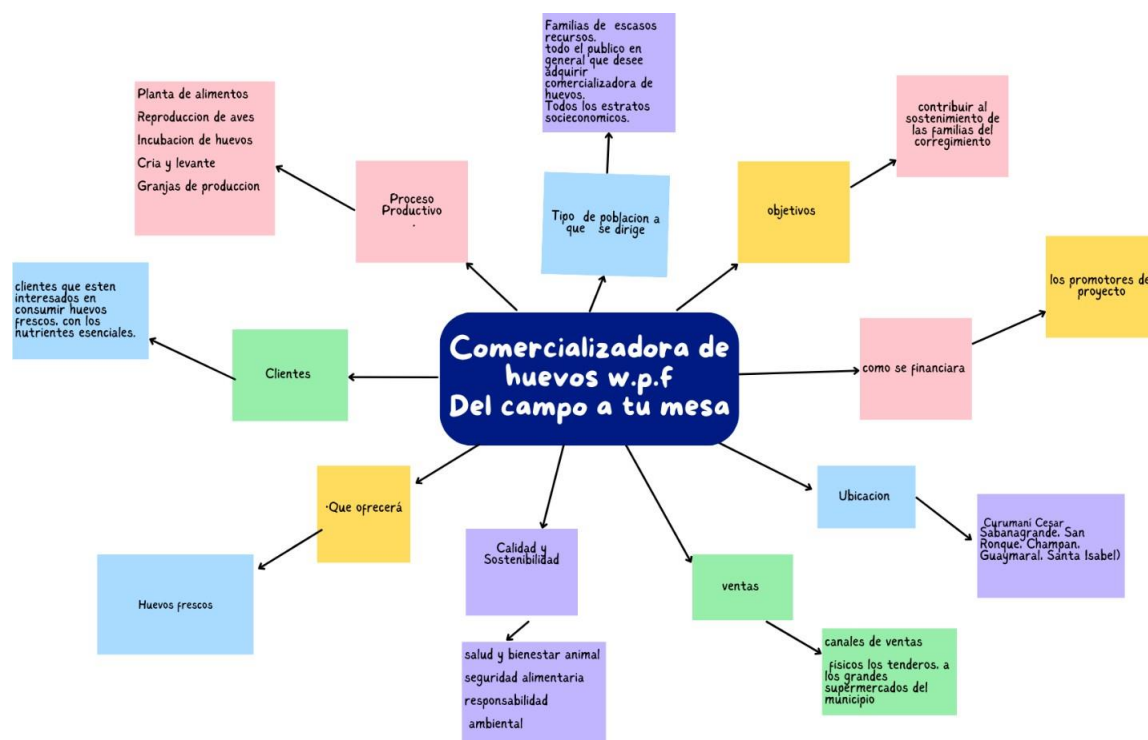 Familias de escasos
recursos.
todo el publico en
general que desee
adquirir
comercializadora de
huevos.
Todos los estratos
socieconomicos.
Planta de alimentos
Reproduccion de aves
Incubacion de huevos
Cria y levante
Granjas de produccion
contribuir al
sostenimiento de
las familias del
corregimiento
Proceso
Productivo
.
Tipo de poblacion a
que se dirige
objetivos
clientes que esten
interesados en
consumir huevos
frescos, con los
nutrientes esenciales.
los promotores de
proyecto
Clientes
Comercializadora de
huevos w.p.f
Del campo a tu mesa
como se financiara
·Que ofrecerá
Ubicacion
Curumani Cesar
Sabanagrande, San
Ronque, Champan,
Guaymaral, Santa Isabel)
Calidad y
Sostenibilidad
ventas
Huevos frescos
salud y bienestar animal
seguridad alimentaria
responsabilidad
ambiental
canales de ventas
fisicos los tenderos, a
los grandes
supermercados del
municipio